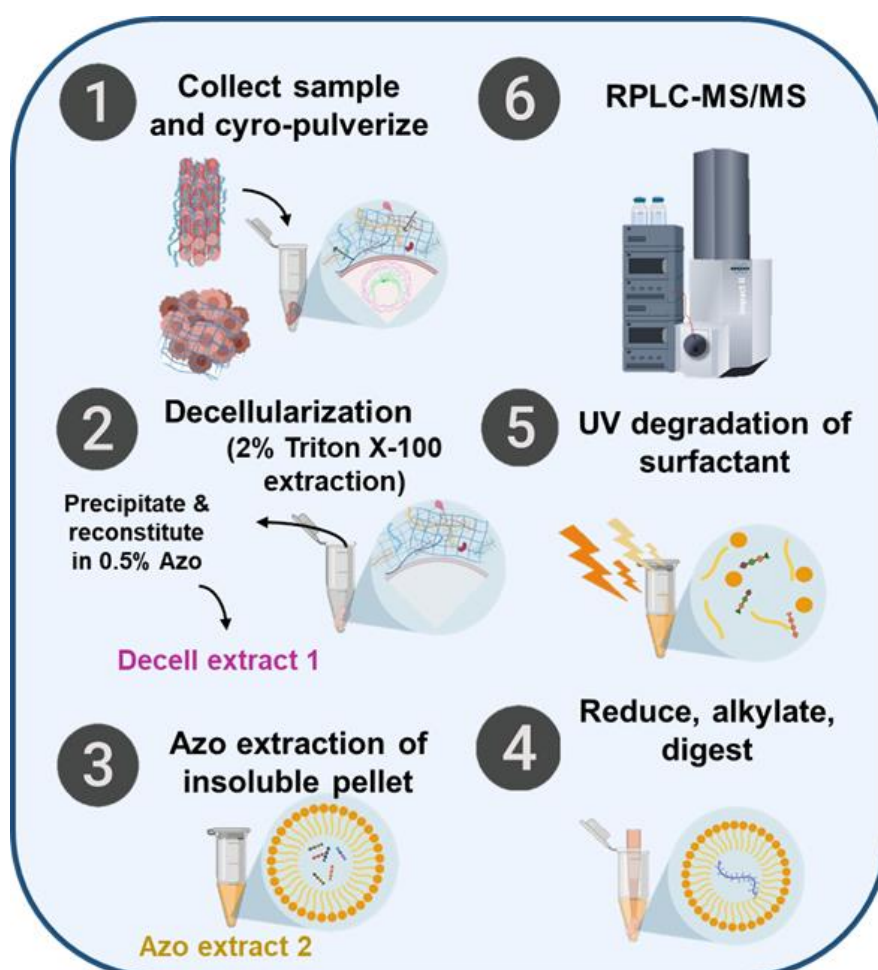 1
Collect sample
and cyro-pulverize
2
Decellularization
(2% Triton X-100
extraction)
Precipitate &
reconstitute
in 0.5% Azo
Decell extract 1
3
Azo extraction of
insoluble pellet
Azo extract 2
4
Reduce, alkylate,
digest
5
UV degradation of
surfactant
6
RPLC-MS/MS
impact II